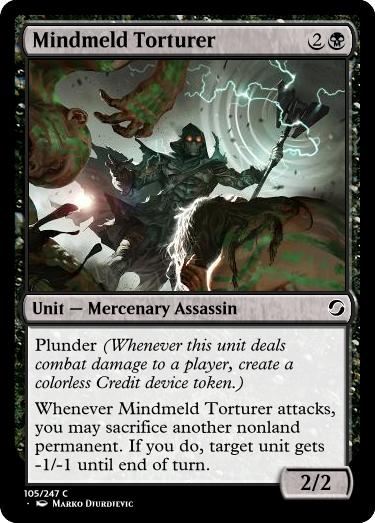 Mindmeld Torturer 2
Unit — Mercenary Assassin
Plunder (Whenever this unit deals
combat damage to a player, create a
colorless Credit device token.)
Whenever Mindmeld Torturer attacks,
you may sacrifice another nonland
permanent. If you do, target unit gets
-1/-1 until end of turn.
2/2
105/247 C
· Marko Djurdjevic